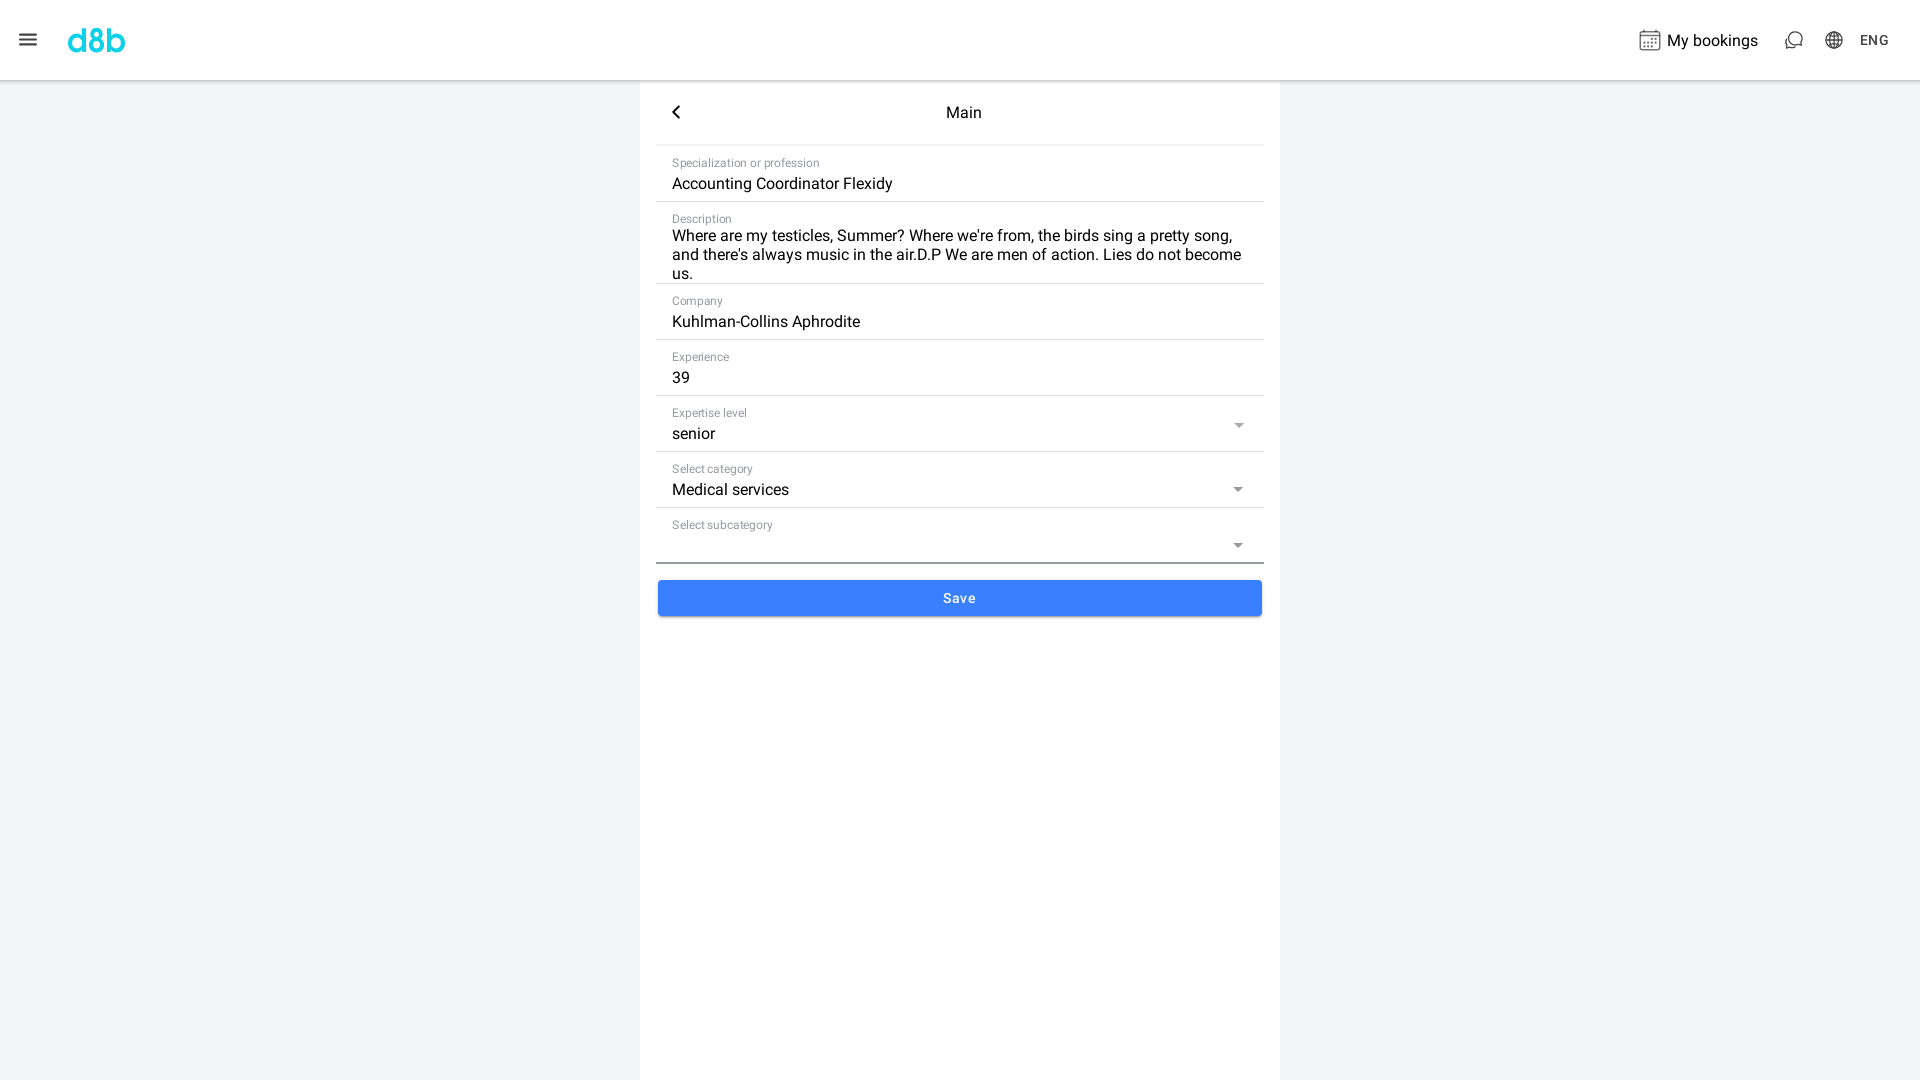 d8b
My bookings
ENG
Main
Specialization or profession
Accounting Coordinator Flexidy
Description
Where are my testicles, Summer? Where we're from, the birds sing a pretty song,
and there's always music in the air.D.P We are men of action. Lies do not become
us.
Company
Kuhlman-Collins Aphrodite
Experience
39
Expertise level
senior
Select category
Medical services
Select subcategory
Save